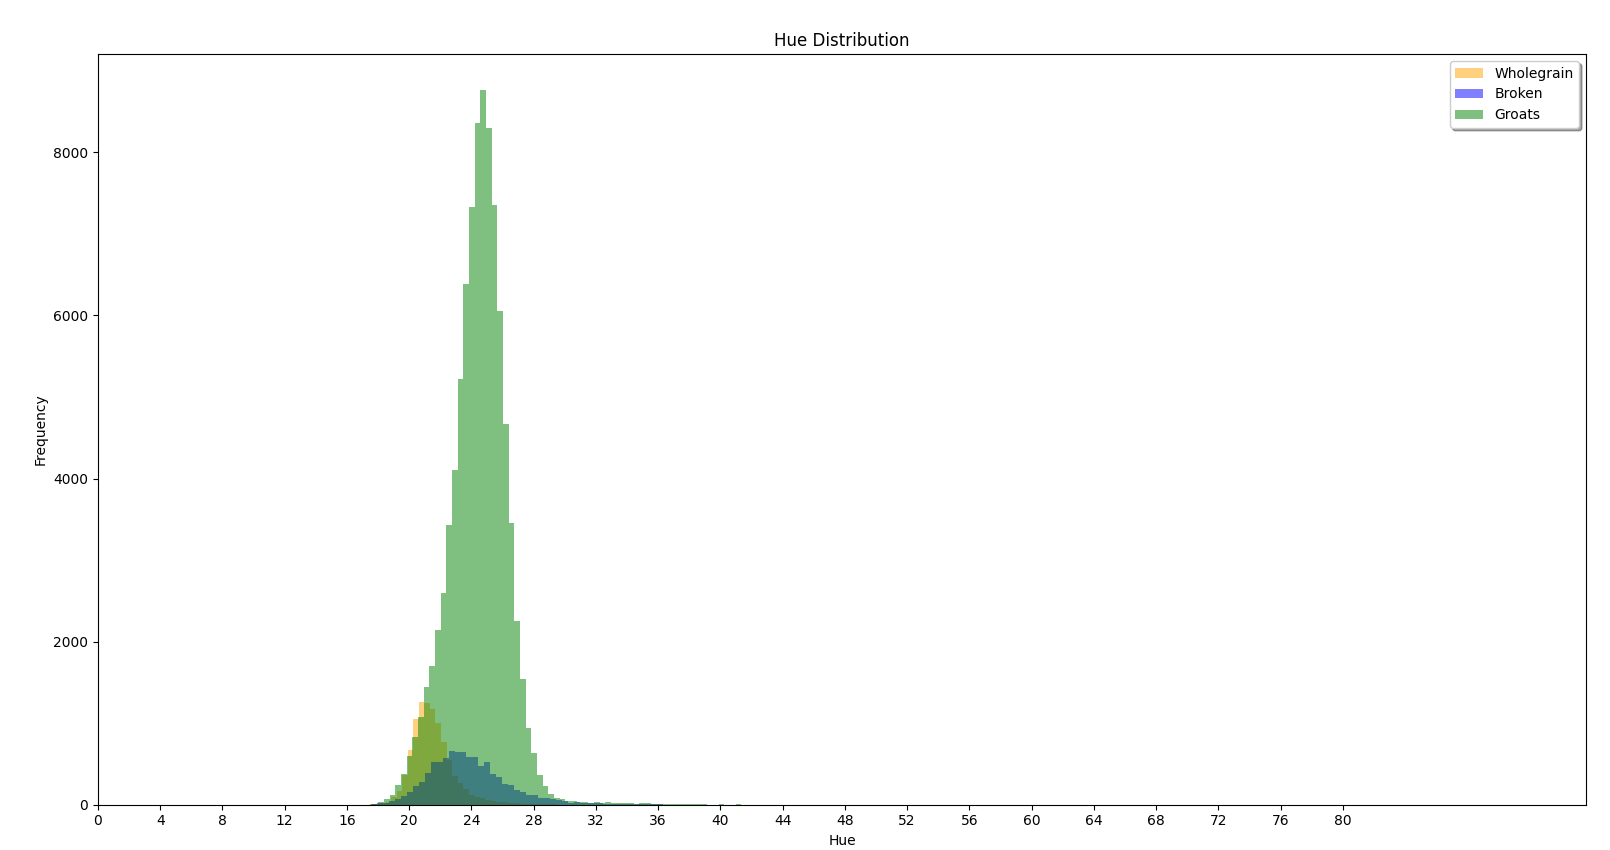 Hue Distribution
Wholegrain
Broken
Groats
8000
6000
4000
2000
0
Frequency
0 4 8 12 16 20 24 28 32 36 40 44 48 52 56 60 64 68 72 76 80
Hue